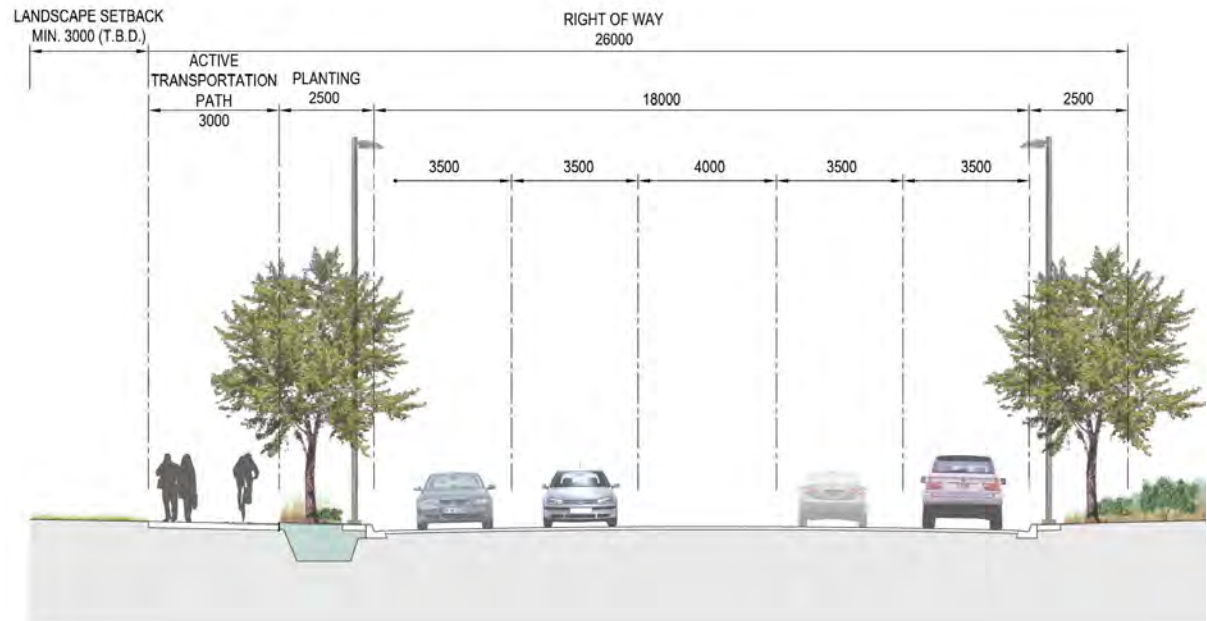 LANDSCAPE SETBACK
MIN. 3000 (T.B.D.)
RIGHT OF WAY
26000
ACTIVE
TRANSPORTATION
PATH
3000
PLANTING
2500
18000
2500
3500
3500
4000
3500
3500